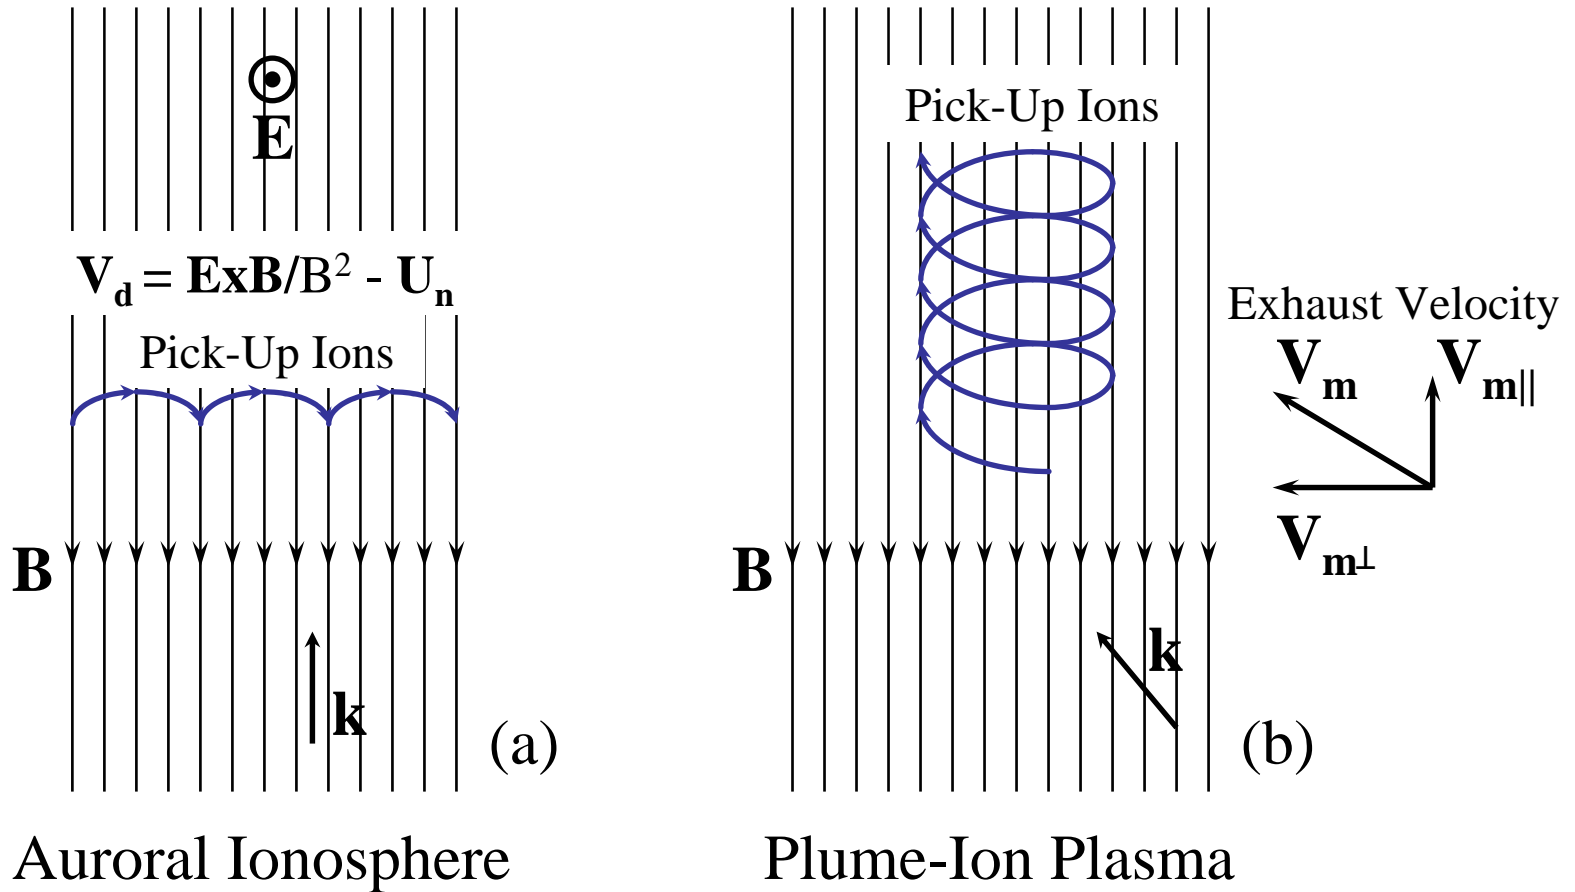 E
V_d = ExB/B² - U_n
Pick-Up Ions
B
k
(a)
Auroral Ionosphere
Pick-Up Ions
Exhaust Velocity
V_m V_m||
V_m⊥
B
k
(b)
Plume-Ion Plasma